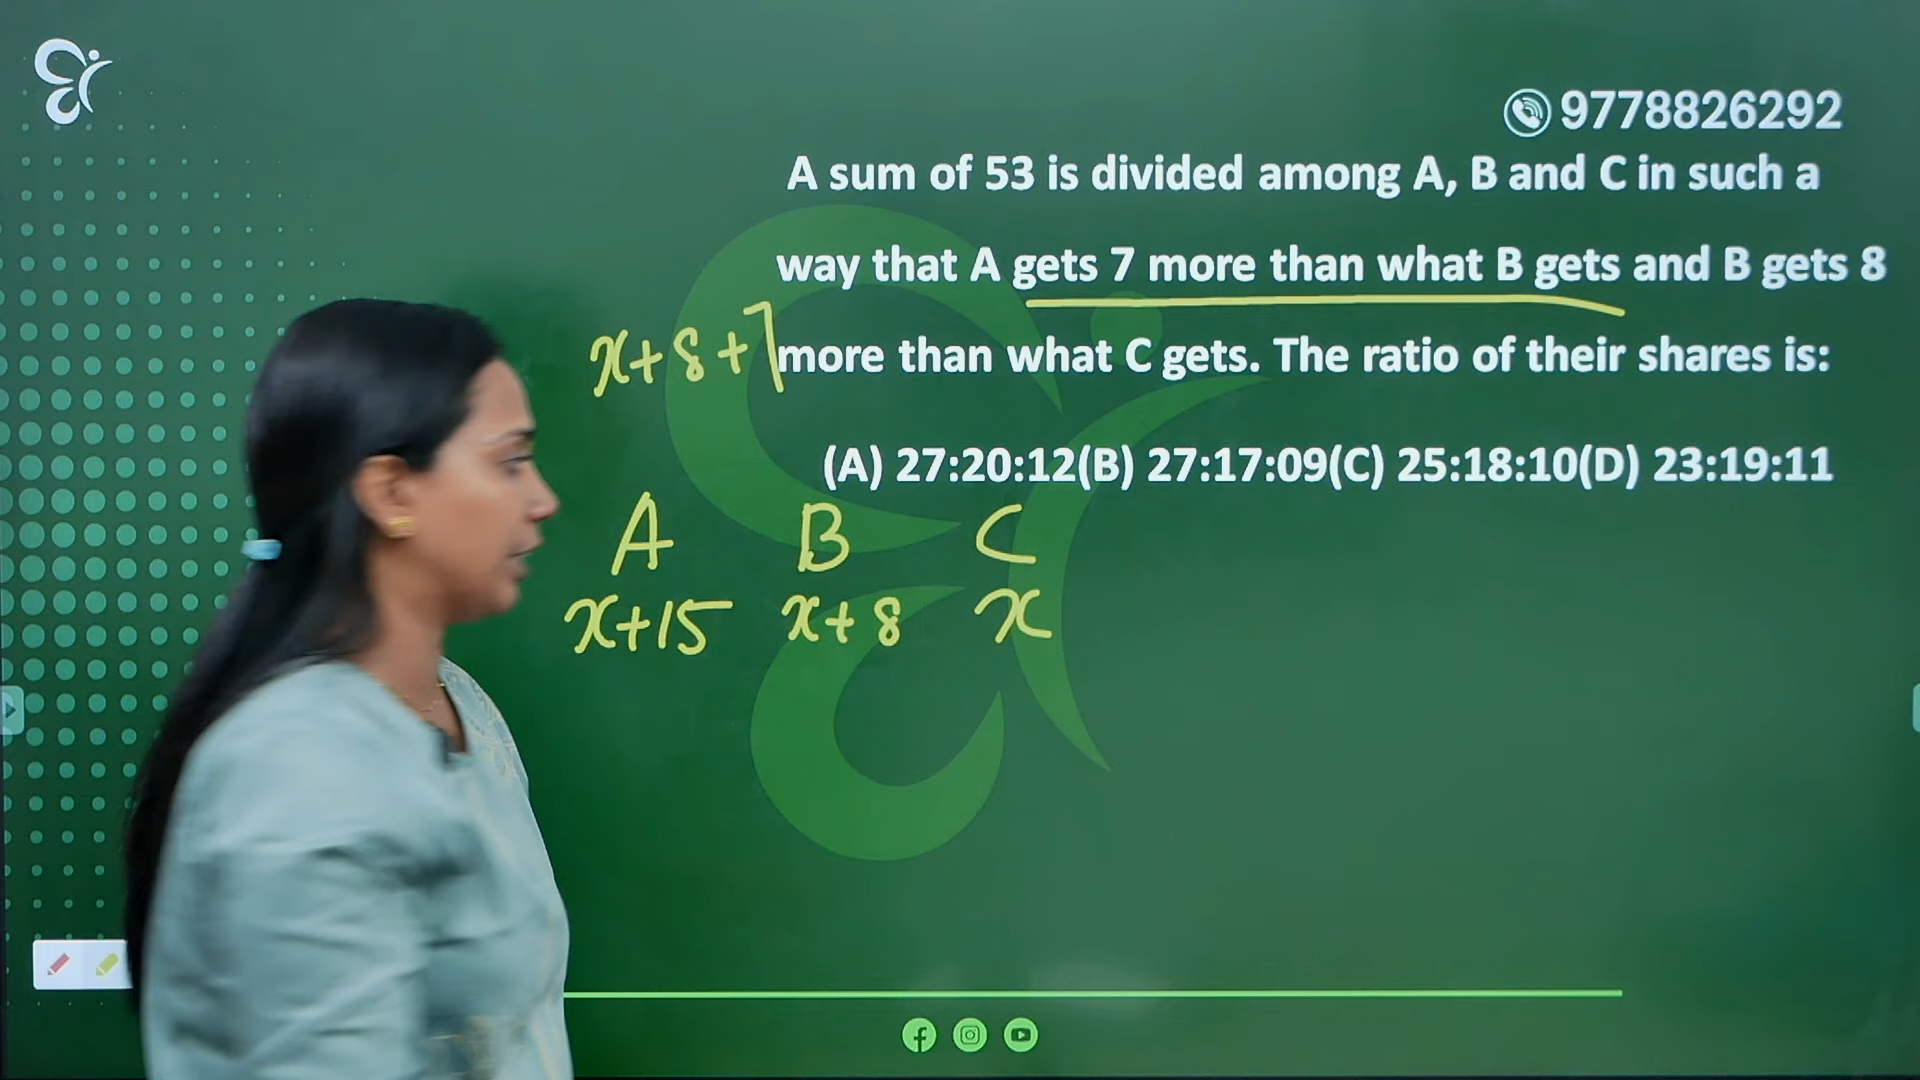 9778826292
A sum of 53 is divided among A, B and C in such a
way that A gets 7 more than what B gets and B gets 8
x+8+7
more than what C gets. The ratio of their shares is:
(A) 27:20:12(B) 27:17:09(C) 25:18:10(D) 23:19:11
A B C
x+15 x+8 x